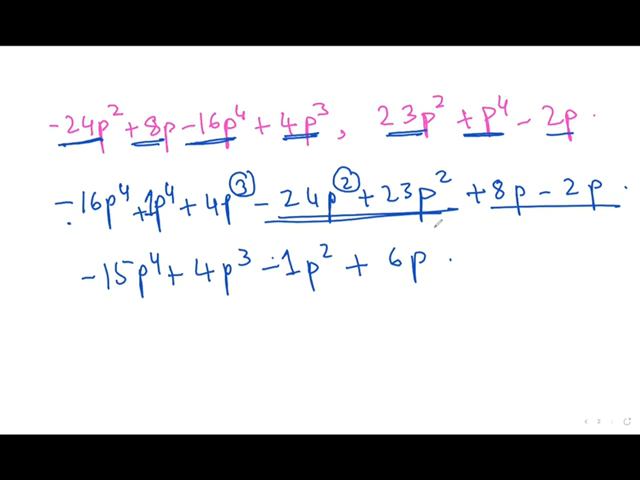 -24p² + 8p - 16p⁴ + 4p³, 23p² + p⁴ - 2p.
-16p⁴ + 1p⁴ + 4p³ - 24p² + 23p² + 8p - 2p.
-15p⁴ + 4p³ - 1p² + 6p.